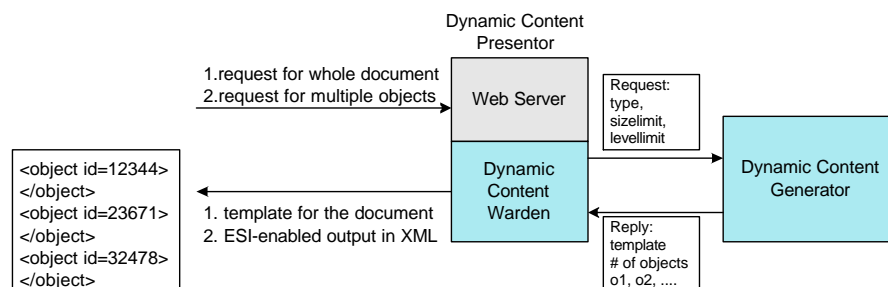 Dynamic Content
Presentor
1.request for whole document
2.request for multiple objects
Web Server
Request:
type,
sizelimit,
levellimit
<object id=12344>
</object>
<object id=23671>
</object>
<object id=32478>
</object>
1. template for the document
2. ESI-enabled output in XML
Dynamic
Content
Warden
Dynamic Content
Generator
Reply:
template
# of objects
o1, o2, ....